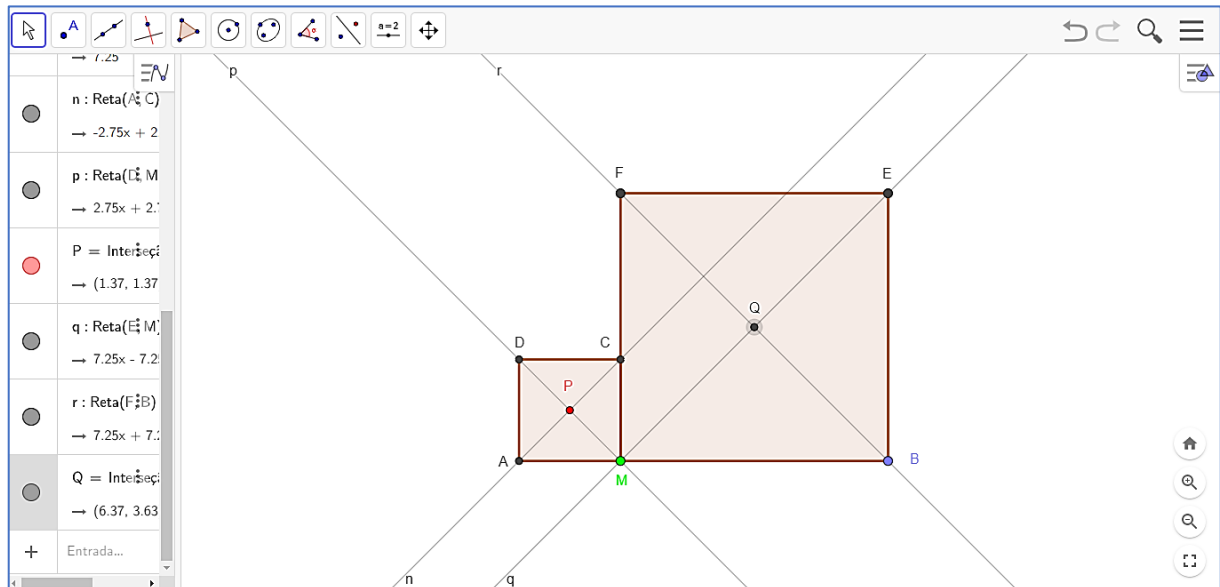 A
a=2
→ 7.25
n : Reta(A, C)
→ -2.75x + 2
p : Reta(D, M
→ 2.75x + 2.
P = Interseçã
→ (1.37, 1.37
q : Reta(E, M)
→ 7.25x - 7.2
r : Reta(F, B)
→ 7.25x + 7.
Q = Interseçã
→ (6.37, 3.63
+ Entrada...
p
r
F
E
Q
D
C
P
A
M
B
n
q